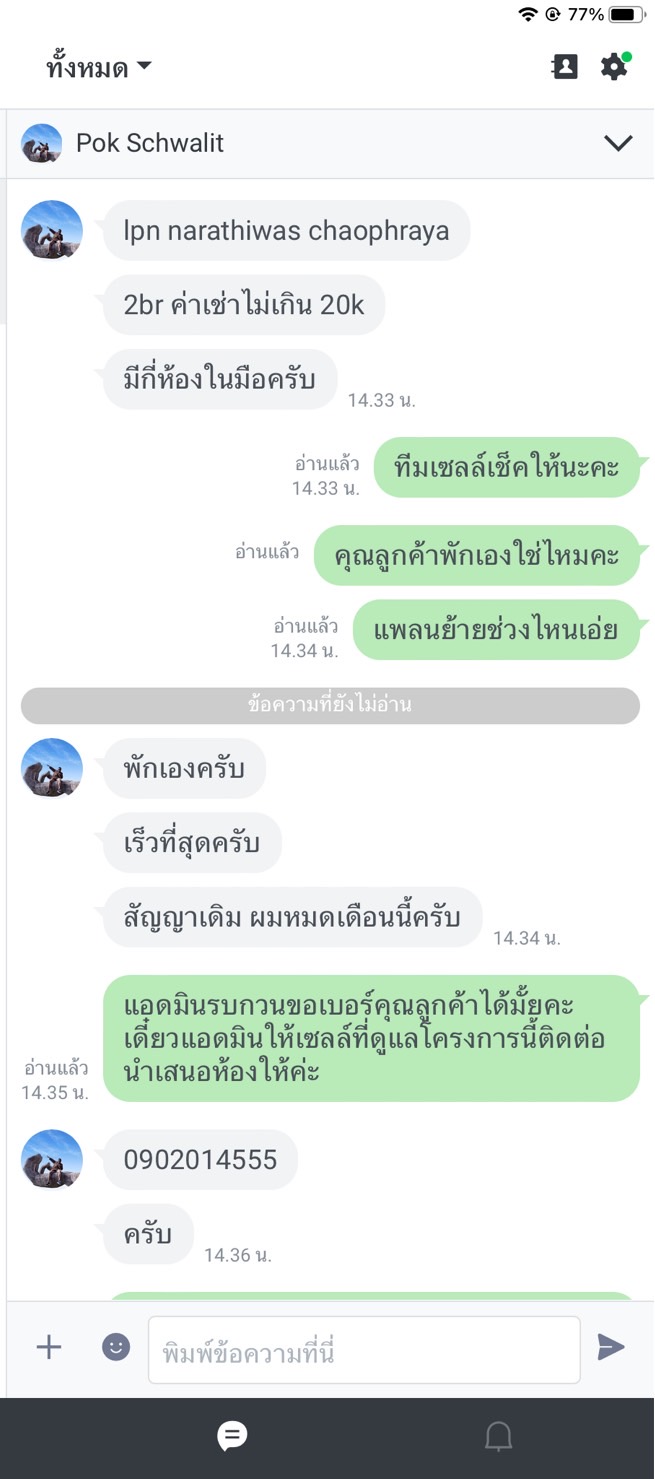 77%
ทั้งหมด
Pok Schwalit
lpn narathiwas chaophraya
2br ค่าเช่าไม่เกิน 20k
มีกี่ห้องในมือครับ
14.33 น.
อ่านแล้ว
14.33 น.
ทีมเซลล์เช็คให้นะคะ
อ่านแล้ว
คุณลูกค้าพักเองใช่ไหมคะ
อ่านแล้ว
14.34 น.
แพลนย้ายช่วงไหนเอ่ย
ข้อความที่ยังไม่อ่าน
พักเองครับ
เร็วที่สุดครับ
สัญญาเดิม ผมหมดเดือนนี้ครับ
14.34 น.
แอดมินรบกวนขอเบอร์คุณลูกค้าได้มั้ยคะ
เดี๋ยวแอดมินให้เซลล์ที่ดูแลโครงการนี้ติดต่อ
นำเสนอห้องให้ค่ะ
อ่านแล้ว
14.35 น.
0902014555
ครับ
14.36 น.
พิมพ์ข้อความที่นี่